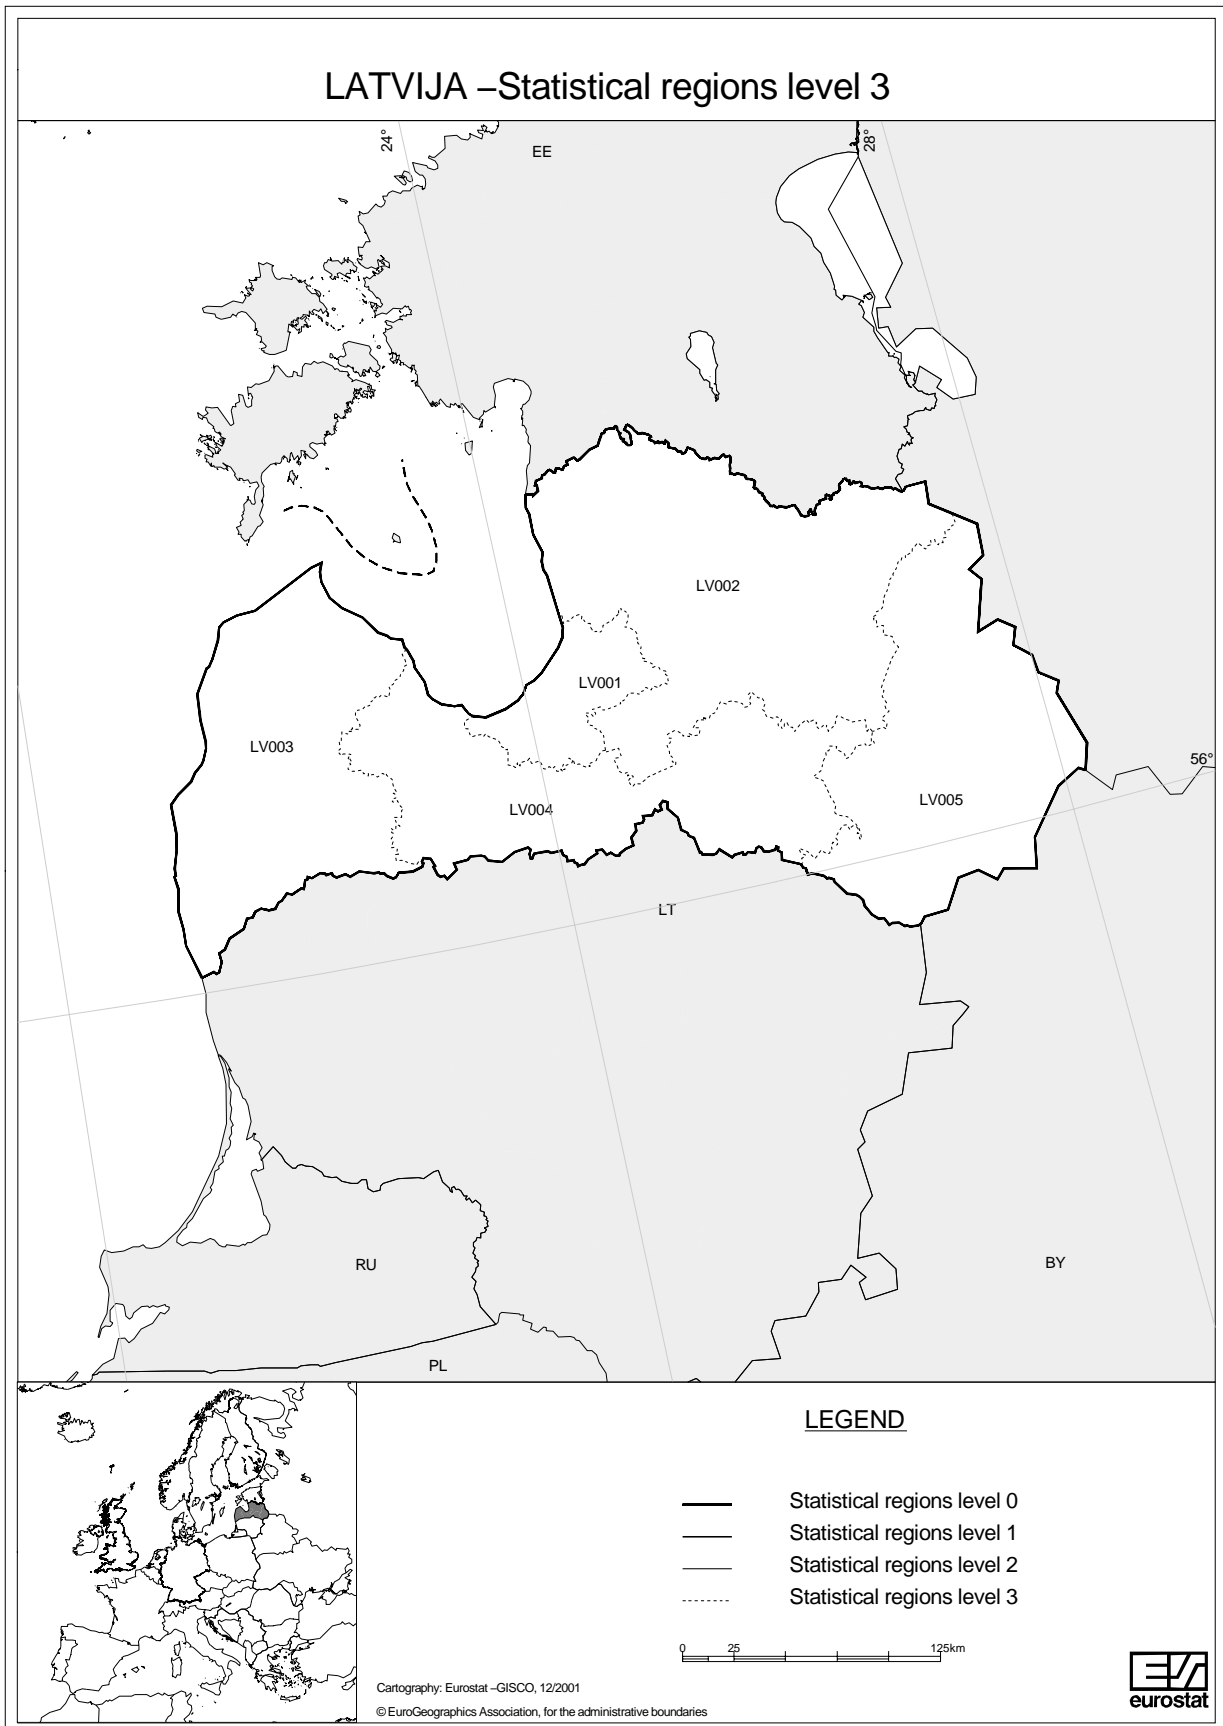 LATVIJA –Statistical regions level 3
24°
28°
EE
LV002
LV001
LV003
56°
LV005
LV004
LT
RU
BY
PL
LEGEND
Statistical regions level 0
Statistical regions level 1
Statistical regions level 2
Statistical regions level 3
0 25 125km
Cartography: Eurostat –GISCO, 12/2001
© EuroGeographics Association, for the administrative boundaries
eurostat